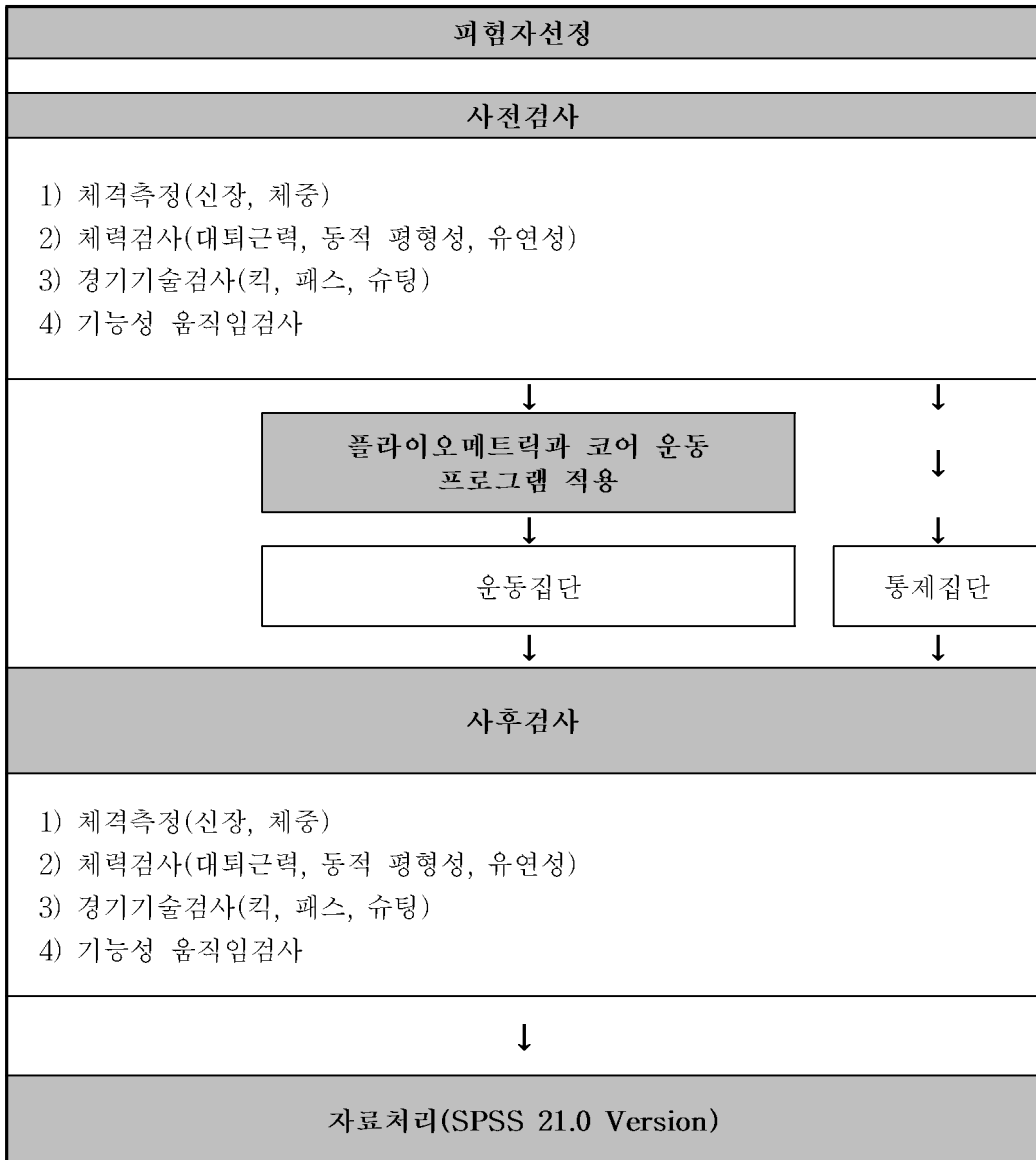 피험자선정
사전검사
1) 체격측정(신장, 체중)
2) 체력검사(대퇴근력, 동적 평형성, 유연성)
3) 경기기술검사(킥, 패스, 슈팅)
4) 기능성 움직임검사
↓ ↓
플라이오메트릭과 코어 운동
프로그램 적용
↓
↓ ↓
운동집단 통제집단
↓ ↓
사후검사
1) 체격측정(신장, 체중)
2) 체력검사(대퇴근력, 동적 평형성, 유연성)
3) 경기기술검사(킥, 패스, 슈팅)
4) 기능성 움직임검사
↓
자료처리(SPSS 21.0 Version)